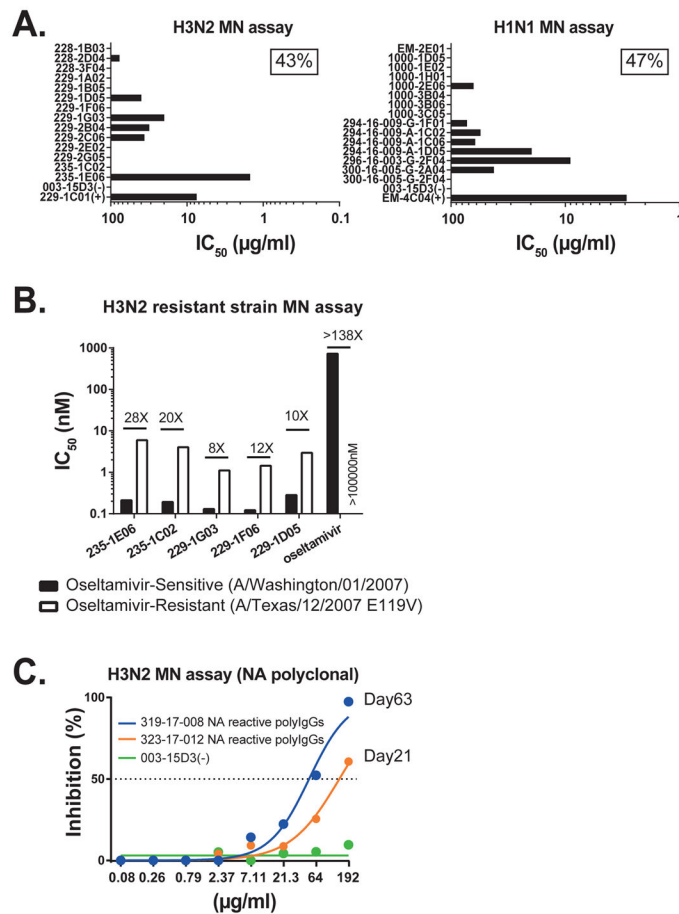 A.
H3N2 MN assay
43%
228-1B03
228-2D04
228-3F04
229-1A02
229-1B05
229-1D05
229-1F06
229-1G03
229-2B04
229-2C06
229-2E02
229-2G05
235-1C02
235-1E06
003-15D3(-)
229-1C01(+)
100
10
1
0.1
IC50 (µg/ml)
H1N1 MN assay
47%
EM-2E01
1000-1D05
1000-1E02
1000-1H01
1000-2E06
1000-3B04
1000-3B06
1000-3C05
294-16-009-G-1F01
294-16-009-A-1C02
294-16-009-A-1C06
294-16-009-A-1D05
296-16-003-G-2F04
300-16-005-G-2A04
300-16-005-G-2F04
003-15D3(-)
EM-4C04(+)
100
10
1
IC50 (µg/ml)
B.
H3N2 resistant strain MN assay
>138X
1000
100
10
1
0.1
IC50 (nM)
28X
20X
8X
12X
10X
>100000nM
235-1E06
235-1C02
229-1G03
229-1F06
229-1D05
oseltamivir
Oseltamivir-Sensitive (A/Washington/01/2007)
Oseltamivir-Resistant (A/Texas/12/2007 E119V)
C.
H3N2 MN assay (NA polyclonal)
100
50
0
Inhibtion (%)
319-17-008 NA reactive polyIgGs
323-17-012 NA reactive polyIgGs
003-15D3(-)
Day63
Day21
0.08
0.26
0.79
2.37
7.11
21.3
64
192
(µg/ml)